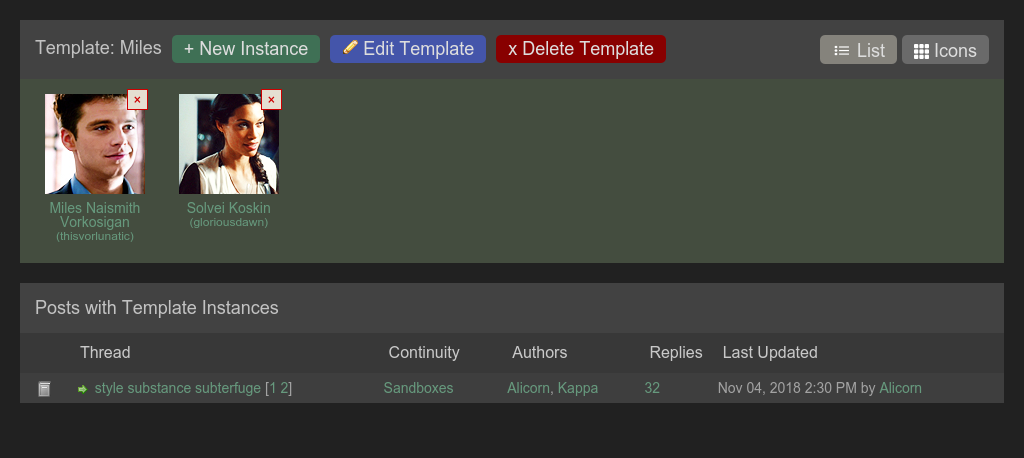 Template: Miles + New Instance Edit Template x Delete Template List Icons
× ×
Miles Naismith Vorkosigan
(thisvorlunatic)
Solvei Koskin
(gloriousdawn)
Posts with Template Instances
Thread Continuity Authors Replies Last Updated
style substance subterfuge [1 2] Sandboxes Alicorn, Kappa 32 Nov 04, 2018 2:30 PM by Alicorn